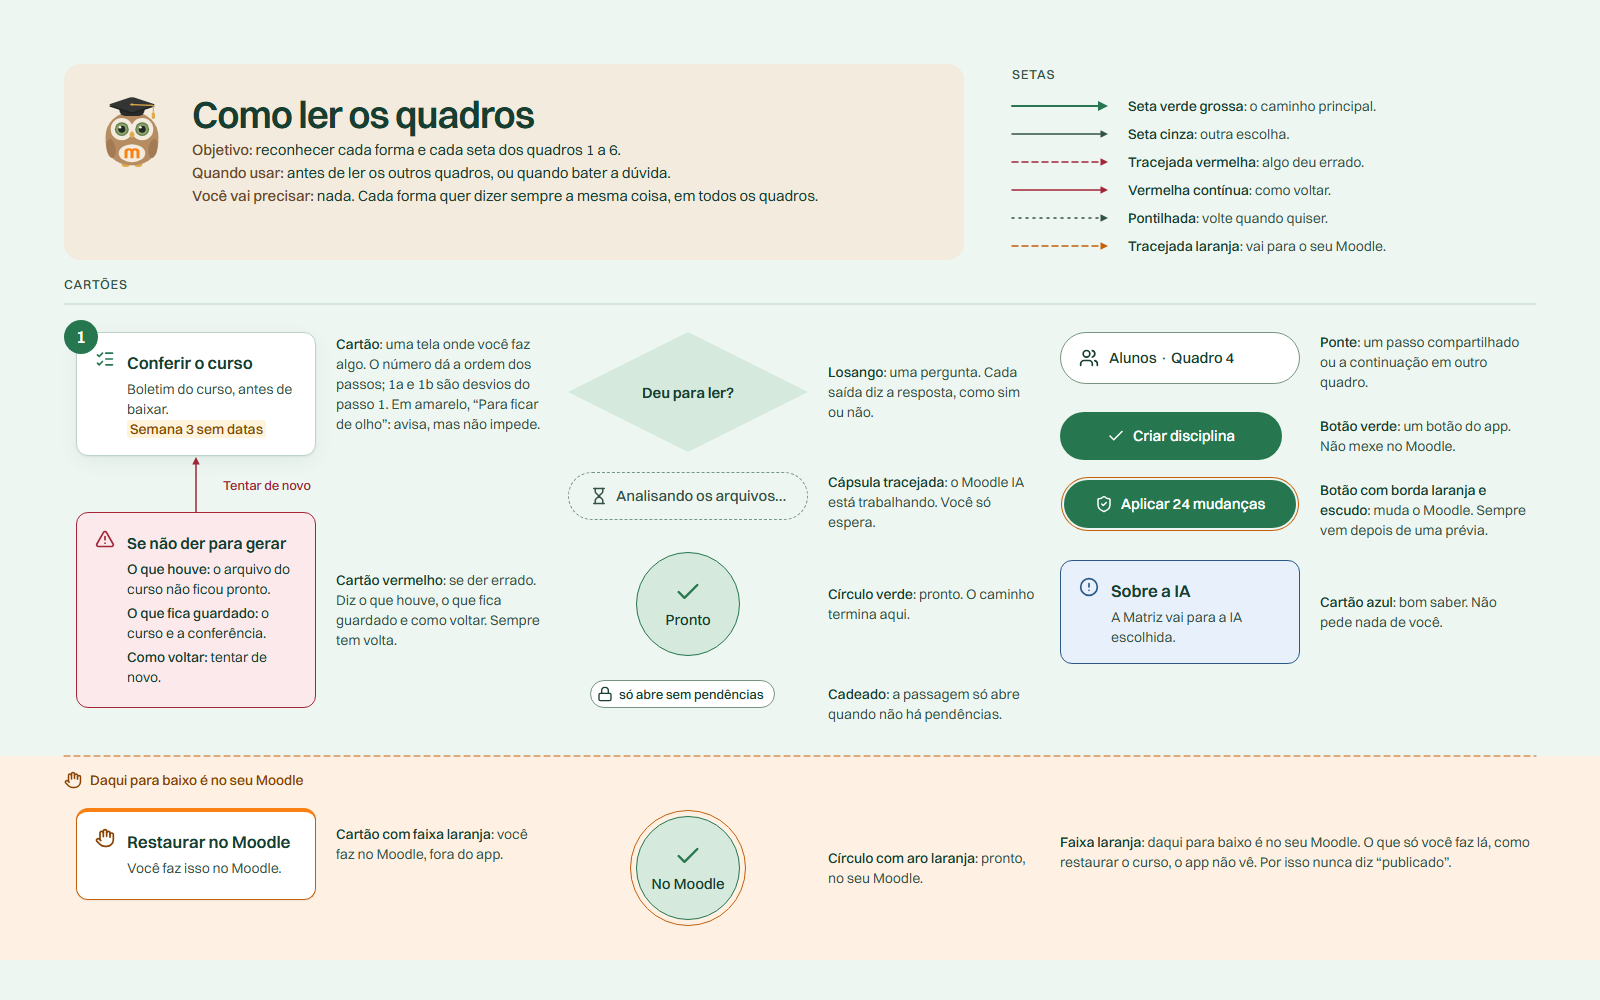 Como ler os quadros
Objetivo: reconhecer cada forma e cada seta dos quadros 1 a 6.
Quando usar: antes de ler os outros quadros, ou quando bater a dúvida.
Você vai precisar: nada. Cada forma quer dizer sempre a mesma coisa, em todos os quadros.
m
SETAS
Seta verde grossa: o caminho principal.
Seta cinza: outra escolha.
Tracejada vermelha: algo deu errado.
Vermelha contínua: como voltar.
Pontilhada: volte quando quiser.
Tracejada laranja: vai para o seu Moodle.
CARTÕES
1
Conferir o curso
Boletim do curso, antes de
baixar.
Semana 3 sem datas
Cartão: uma tela onde você faz
algo. O número dá a ordem dos
passos; 1a e 1b são desvios do
passo 1. Em amarelo, “Para ficar
de olho”: avisa, mas não impede.
Tentar de novo
Se não der para gerar
O que houve: o arquivo do
curso não ficou pronto.
O que fica guardado: o
curso e a conferência.
Como voltar: tentar de
novo.
Cartão vermelho: se der errado.
Diz o que houve, o que fica
guardado e como voltar. Sempre
tem volta.
Deu para ler?
Losango: uma pergunta. Cada
saída diz a resposta, como sim
ou não.
Analisando os arquivos...
Cápsula tracejada: o Moodle IA
está trabalhando. Você só
espera.
Pronto
Círculo verde: pronto. O caminho
termina aqui.
só abre sem pendências
Cadeado: a passagem só abre
quando não há pendências.
Alunos · Quadro 4
Ponte: um passo compartilhado
ou a continuação em outro
quadro.
Criar disciplina
Botão verde: um botão do app.
Não mexe no Moodle.
Aplicar 24 mudanças
Botão com borda laranja e
escudo: muda o Moodle. Sempre
vem depois de uma prévia.
Sobre a IA
A Matriz vai para a IA
escolhida.
Cartão azul: bom saber. Não
pede nada de você.
Daqui para baixo é no seu Moodle
Restaurar no Moodle
Você faz isso no Moodle.
Cartão com faixa laranja: você
faz no Moodle, fora do app.
No Moodle
Círculo com aro laranja: pronto,
no seu Moodle.
Faixa laranja: daqui para baixo é no seu Moodle. O que só você faz lá, como
restaurar o curso, o app não vê. Por isso nunca diz “publicado”.